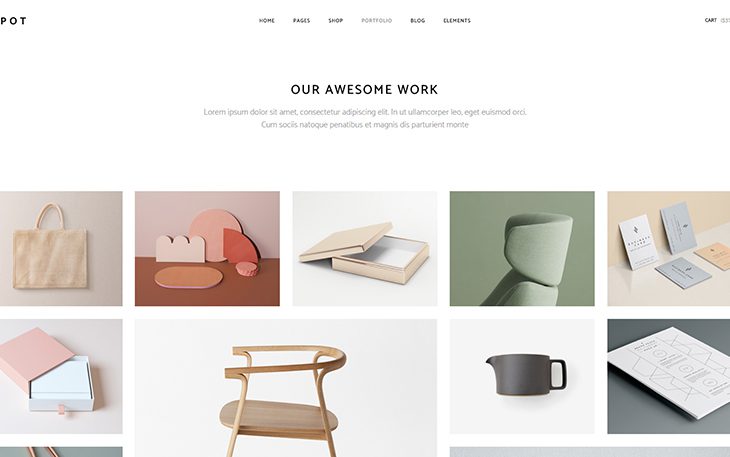 POT
HOME PAGES SHOP PORTFOLIO BLOG ELEMENTS
CART
OUR AWESOME WORK
Lorem ipsum dolor sit amet, consectetur adipiscing elit. In ut ullamcorper leo, eget euismod orci.
Cum sociis natoque penatibus et magnis dis parturient monte